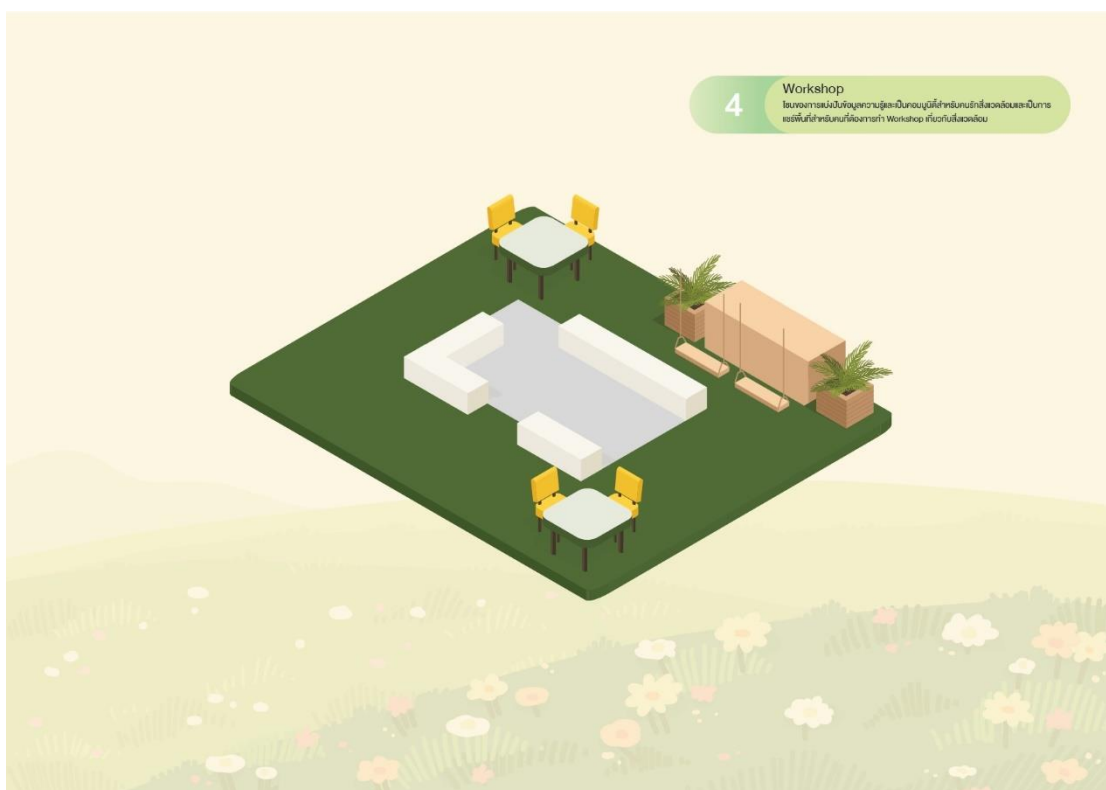 4
Workshop
โซนของการแบ่งปันข้อมูลความรู้และเป็นคอมมูนิตี้สำหรับคนรักสิ่งแวดล้อมและเป็นการ
แชร์พื้นที่สำหรับคนที่ต้องการทำ Workshop เกี่ยวกับสิ่งแวดล้อม